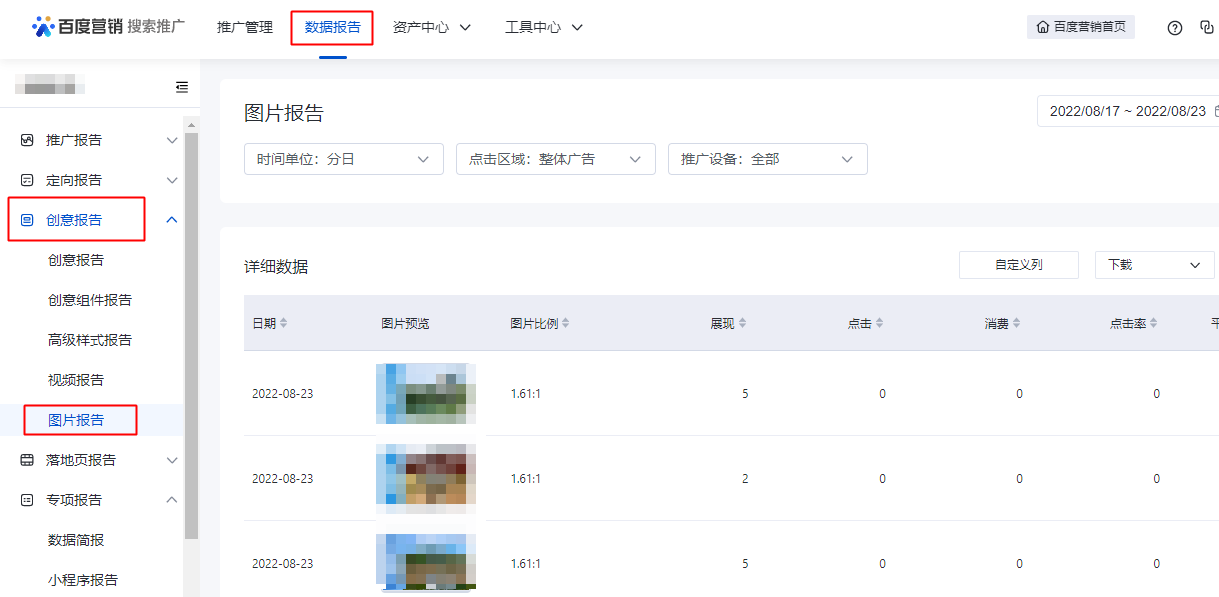 百度营销 搜索推广 推广管理 数据报告 资产中心 工具中心 百度营销首页
推广报告
定向报告
创意报告
创意报告
创意组件报告
高级样式报告
视频报告
图片报告
落地页报告
专项报告
数据简报
小程序报告
图片报告
2022/08/17 ~ 2022/08/23
时间单位：分日 点击区域：整体广告 推广设备：全部
详细数据
自定义列 下载
日期 图片预览 图片比例 展现 点击 消费 点击率
2022-08-23 1.61:1 5 0 0 0
2022-08-23 1.61:1 2 0 0 0
2022-08-23 1.61:1 5 0 0 0